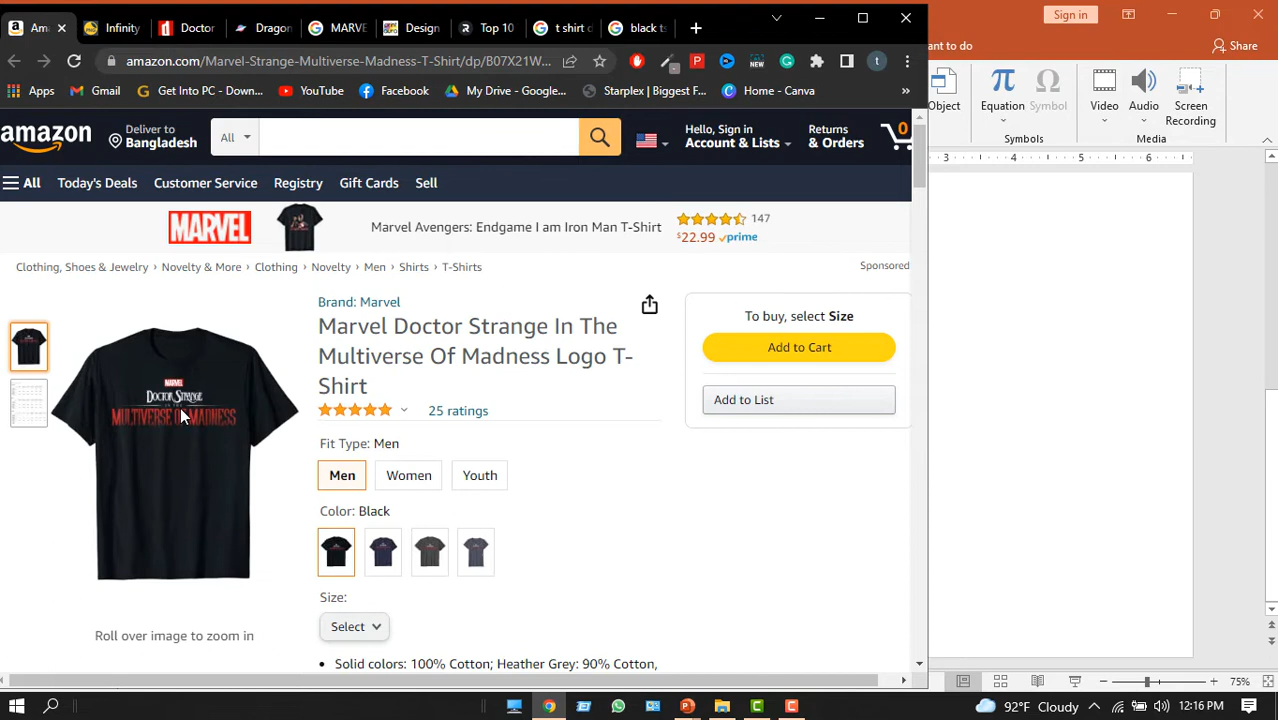 Ama
Infinity
Doctor
Dragon
MARVE
Design
Top 10
t shirt d
black ts
Sign in
amazon.com/Marvel-Strange-Multiverse-Madness-T-Shirt/dp/B07X21W...
t
ant to do
Share
Apps
Gmail
Get Into PC - Down...
YouTube
Facebook
My Drive - Google...
Starplex | Biggest F...
Home - Canva
»
Object
Equation
Symbol
Video
Audio
Screen
Recording
Symbols
Media
amazon
Deliver to
Bangladesh
All
Hello, Sign in
Account & Lists
Returns
& Orders
0
3 4 5 6
All
Today's Deals
Customer Service
Registry
Gift Cards
Sell
MARVEL
Marvel Avengers: Endgame I am Iron Man T-Shirt
147
$22.99 prime
Clothing, Shoes & Jewelry › Novelty & More › Clothing › Novelty › Men › Shirts › T-Shirts
Sponsored
Brand: Marvel
Marvel Doctor Strange In The
Multiverse Of Madness Logo T-
Shirt
25 ratings
To buy, select Size
Add to Cart
Add to List
MARVEL
DOCTOR STRANGE
IN THE
MULTIVERSE OF MADNESS
Fit Type: Men
Men
Women
Youth
Color: Black
Size:
Select
Roll over image to zoom in
• Solid colors: 100% Cotton; Heather Grey: 90% Cotton,
75%
92°F Cloudy
12:16 PM